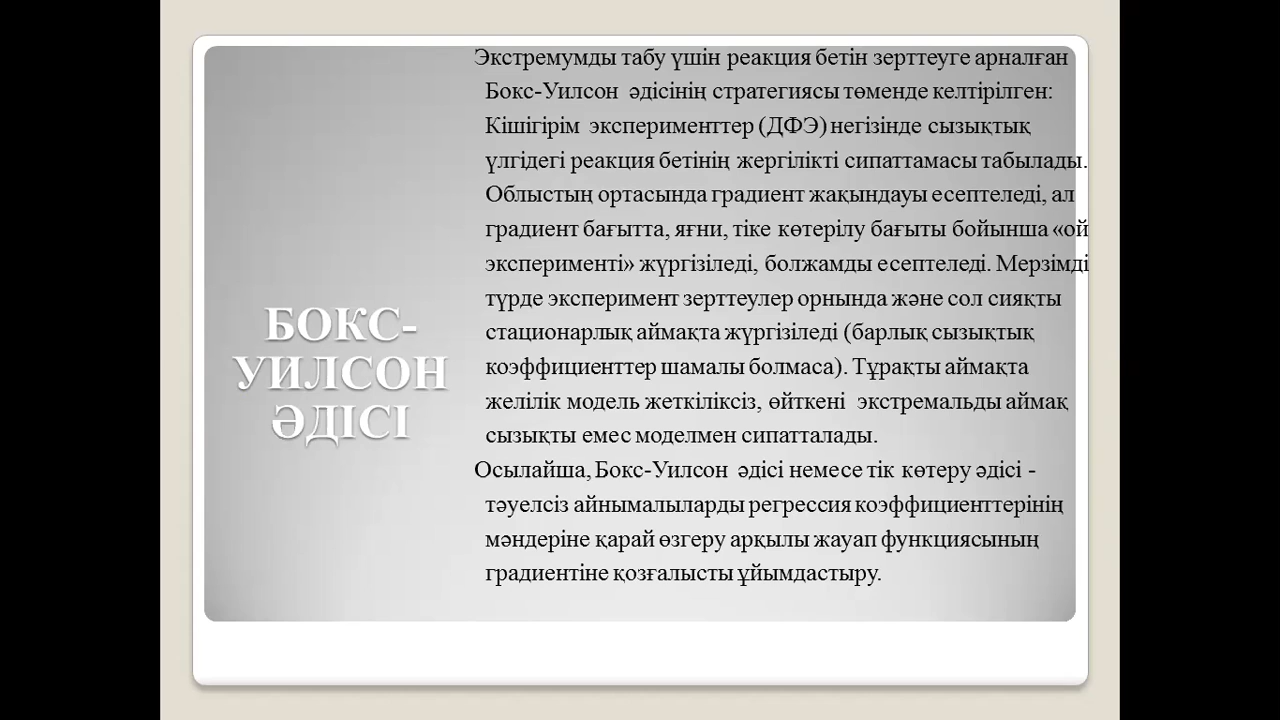 БОКС-
УИЛСОН
ӘДІСІ
Экстремумды табу үшін реакция бетін зерттеуге арналған
Бокс-Уилсон әдісінің стратегиясы төменде келтірілген:
Кішігірім эксперименттер (ДФЭ) негізінде сызықтық
үлгідегі реакция бетінің жергілікті сипаттамасы табылады.
Облыстың ортасында градиент жақындауы есептеледі, ал
градиент бағытта, яғни, тіке көтерілу бағыты бойынша «ой
эксперименті» жүргізіледі, болжамды есептеледі. Мерзімді
түрде эксперимент зерттеулер орнында және сол сияқты
стационарлық аймақта жүргізіледі (барлық сызықтық
коэффициенттер шамалы болмаса). Тұрақты аймақта
желілік модель жеткіліксіз, өйткені экстремальды аймақ
сызықты емес моделмен сипатталады.
Осылайша, Бокс-Уилсон әдісі немесе тік көтеру әдісі -
тәуелсіз айнымалыларды регрессия коэффициенттерінің
мәндеріне қарай өзгеру арқылы жауап функциясының
градиентіне қозғалысты ұйымдастыру.